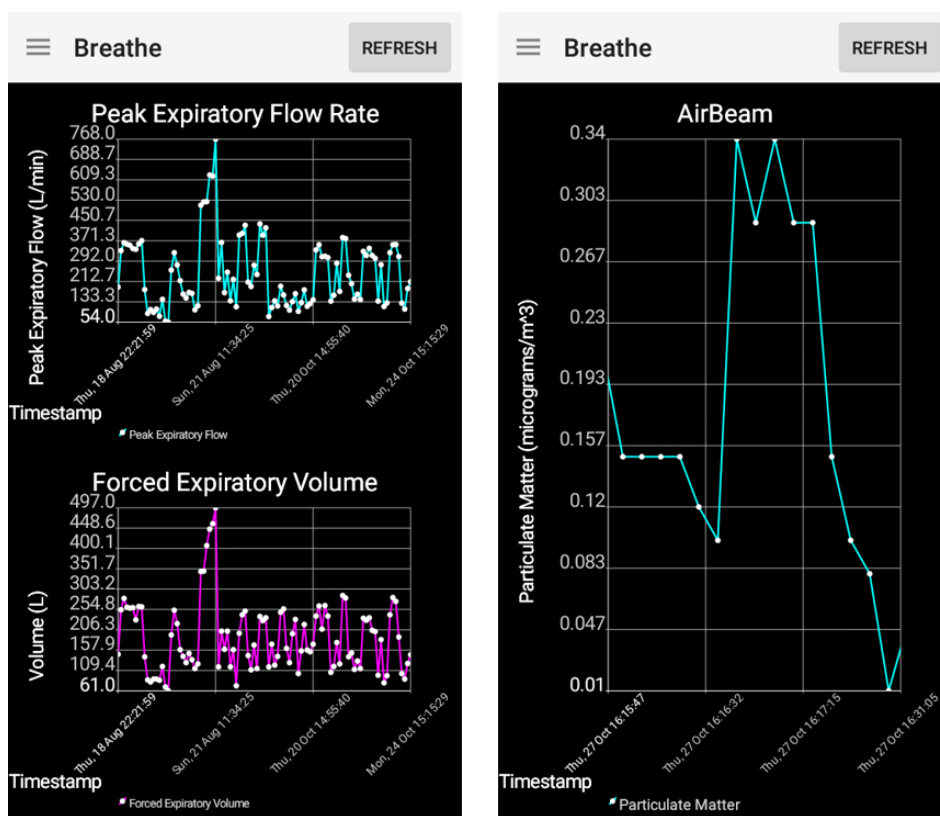 Breathe
REFRESH
Peak Expiratory Flow Rate
Peak Expiratory Flow (L/min)
768.0
688.7
609.3
530.0
450.7
371.3
292.0
212.7
133.3
54.0
Thu, 18 Aug 22:21:59
Sun, 21 Aug 11:34:25
Thu, 20 Oct 14:55:40
Mon, 24 Oct 15:15:29
Timestamp
Peak Expiratory Flow
Forced Expiratory Volume
Volume (L)
497.0
448.6
400.1
351.7
303.2
254.8
206.3
157.9
109.4
61.0
Thu, 18 Aug 22:21:59
Sun, 21 Aug 11:34:25
Thu, 20 Oct 14:55:40
Mon, 24 Oct 15:15:29
Timestamp
Forced Expiratory Volume
Breathe
REFRESH
AirBeam
Particulate Matter (micrograms/m^3)
0.34
0.303
0.267
0.23
0.193
0.157
0.12
0.083
0.047
0.01
Thu, 27 Oct 16:15:47
Thu, 27 Oct 16:16:32
Thu, 27 Oct 16:17:15
Thu, 27 Oct 16:31:05
Timestamp
Particulate Matter